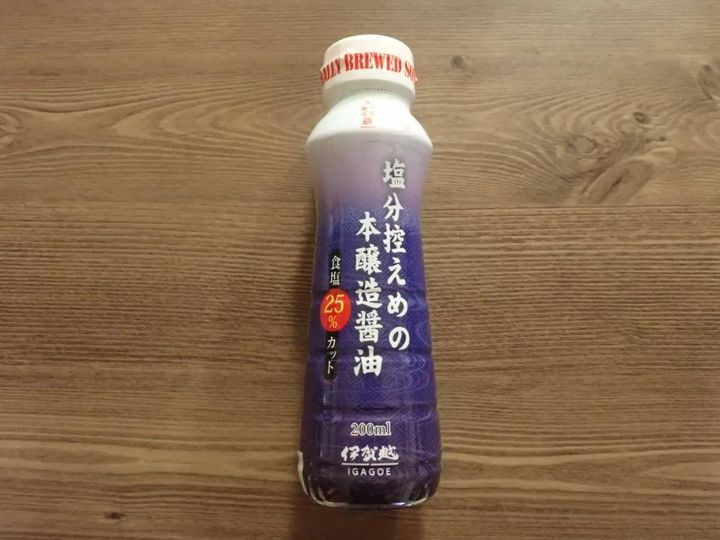 ALLY BREWED SO
塩分控えめの
本醸造醤油
食塩
25%
カット
200ml
伊賀越
IGAGOE